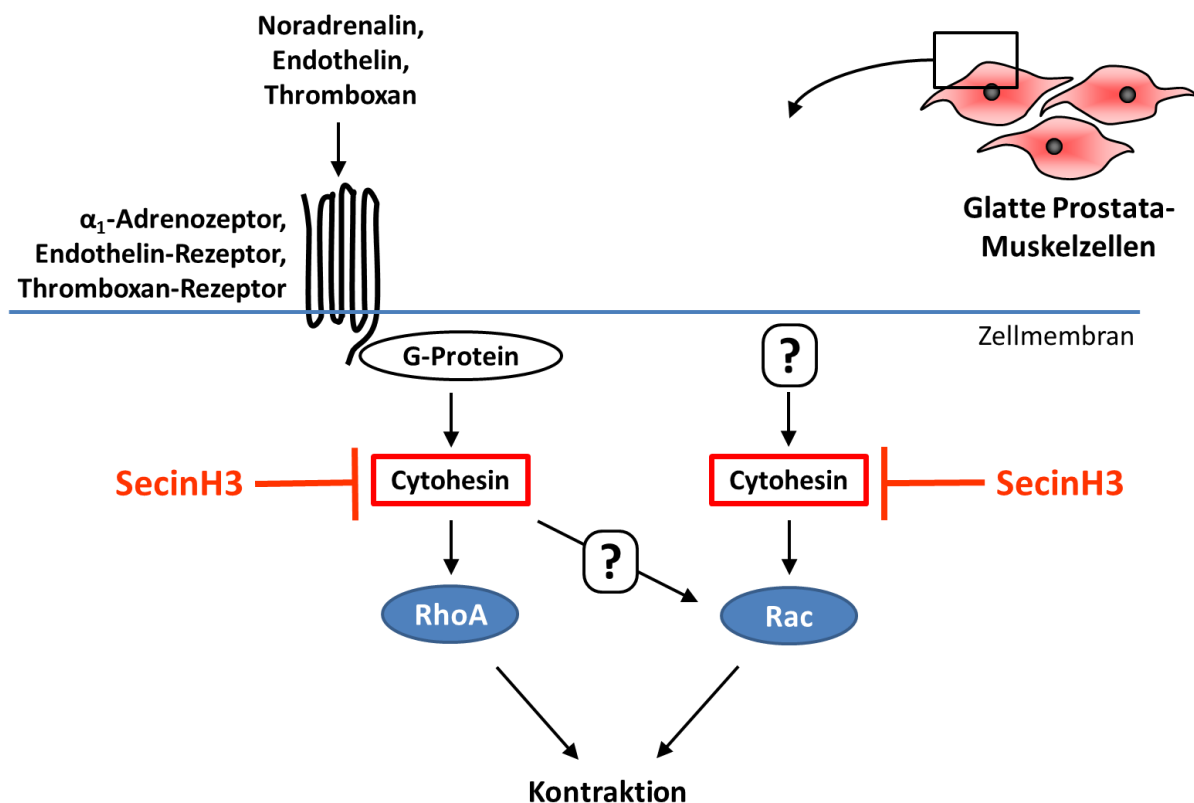 Noradrenalin,
Endothelin,
Thromboxan
α₁-Adrenozeptor,
Endothelin-Rezeptor,
Thromboxan-Rezeptor
Glatte Prostata-
Muskelzellen
Zellmembran
G-Protein
?
SecinH3
Cytohesin
Cytohesin
SecinH3
?
RhoA
Rac
Kontraktion